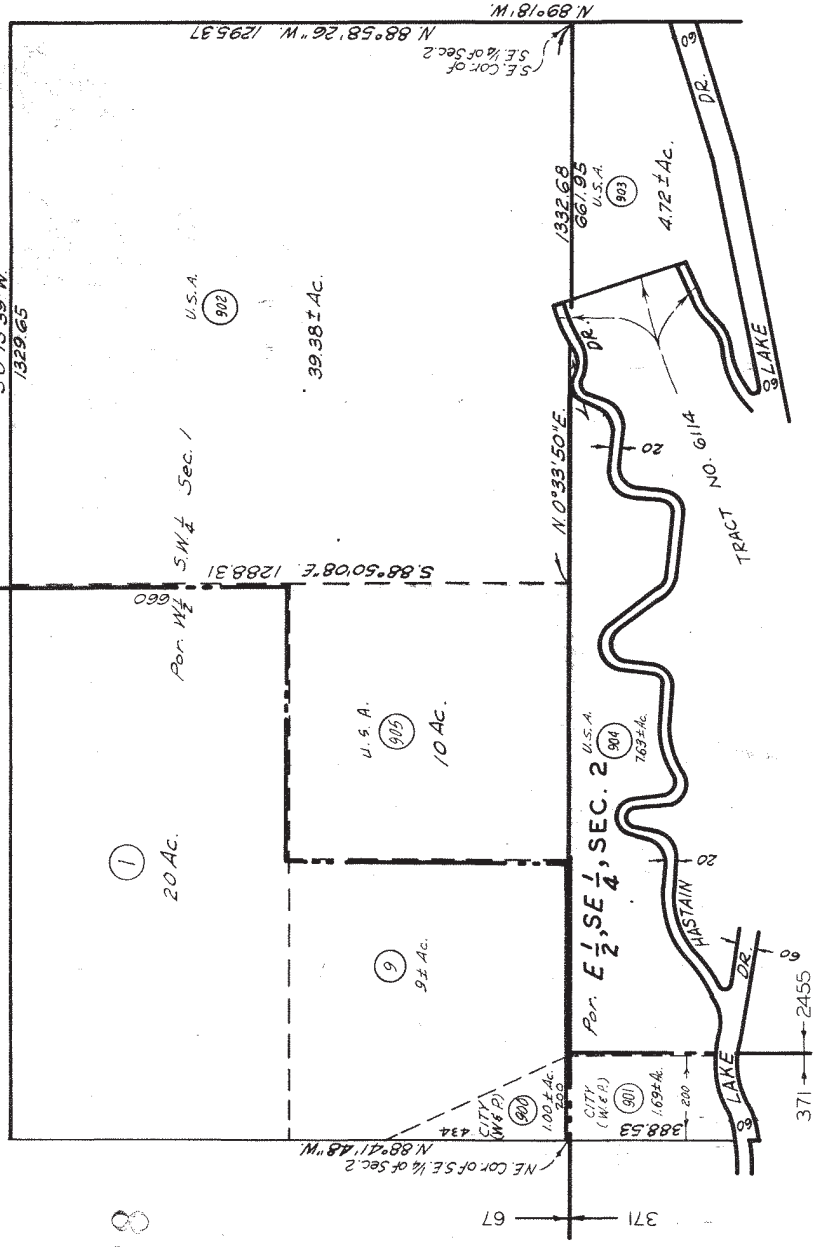 N. 89°18'W.
N. 88°58'26"W. 1295.37
S.E. Cor. of
S.E. ¼ of Sec. 2
1329.65
U.S.A.
902
39.38± Ac.
1332.68
661.95
U.S.A.
903
4.72± Ac.
DR.
60
LAKE
60
DR.
N. 0°33'50"E.
20
TRACT NO. 6114
Por. W½ S.W.¼ Sec. 1
660
S. 88°50'08"E. 1288.31
1
20 Ac.
U.S.A.
905
10 Ac.
9
9± Ac.
U.S.A.
904
7.63± Ac.
Por. E ½, SE ¼, SEC. 2
20
HASTAIN
DR.
60
LAKE
60
CITY
(W. & P.)
900
1.00± Ac.
200
434
CITY
(W. & P.)
901
1.69± Ac.
200
388.53
N. 88°41'48"W.
N.E. Cor of S.E. ¼ of Sec. 2
67
371
371
2455
8